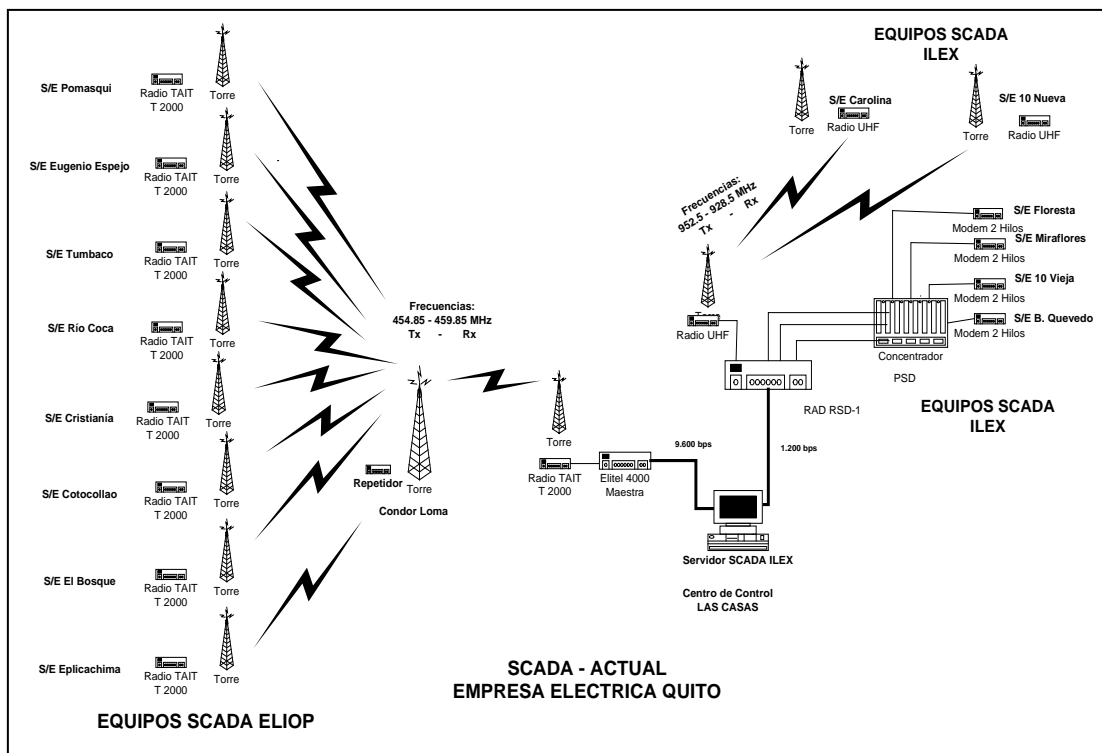 EQUIPOS SCADA
ILEX
S/E Pomasqui
Radio TAIT
T 2000
Torre
S/E Eugenio Espejo
Radio TAIT
T 2000
Torre
S/E Tumbaco
Radio TAIT
T 2000
Torre
S/E Río Coca
Radio TAIT
T 2000
Torre
S/E Cristianía
Radio TAIT
T 2000
Torre
S/E Cotocollao
Radio TAIT
T 2000
Torre
S/E El Bosque
Radio TAIT
T 2000
Torre
S/E Eplicachima
Radio TAIT
T 2000
Torre
EQUIPOS SCADA ELIOP
Frecuencias:
454.85 - 459.85 MHz
Tx - Rx
Repetidor
Torre
Condor Loma
Torre
Radio TAIT
T 2000
Elitel 4000
Maestra
9.600 bps
1.200 bps
Servidor SCADA ILEX
Centro de Control
LAS CASAS
Torre
S/E Carolina
Radio UHF
Torre
S/E 10 Nueva
Radio UHF
Frecuencias:
952.5 - 928.5 MHz
Tx - Rx
Torre
Radio UHF
RAD RSD-1
S/E Floresta
Modem 2 Hilos
S/E Miraflores
Modem 2 Hilos
S/E 10 Vieja
Modem 2 Hilos
S/E B. Quevedo
Modem 2 Hilos
Concentrador
PSD
EQUIPOS SCADA
ILEX
SCADA - ACTUAL
EMPRESA ELECTRICA QUITO